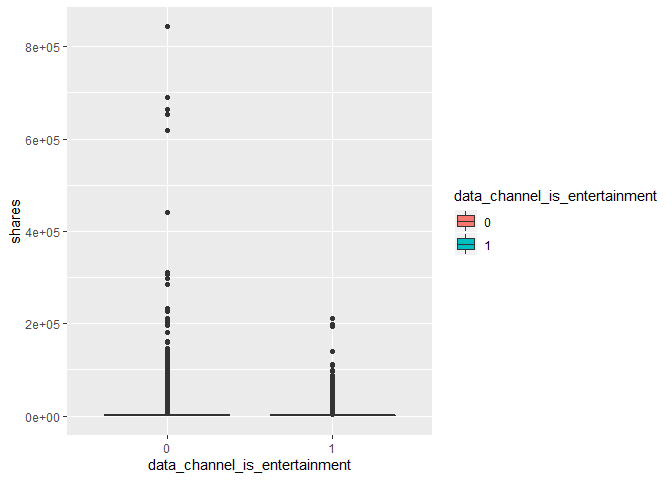 8e+05
6e+05
4e+05
2e+05
0e+00
shares
0
1
data_channel_is_entertainment
data_channel_is_entertainment
0
1